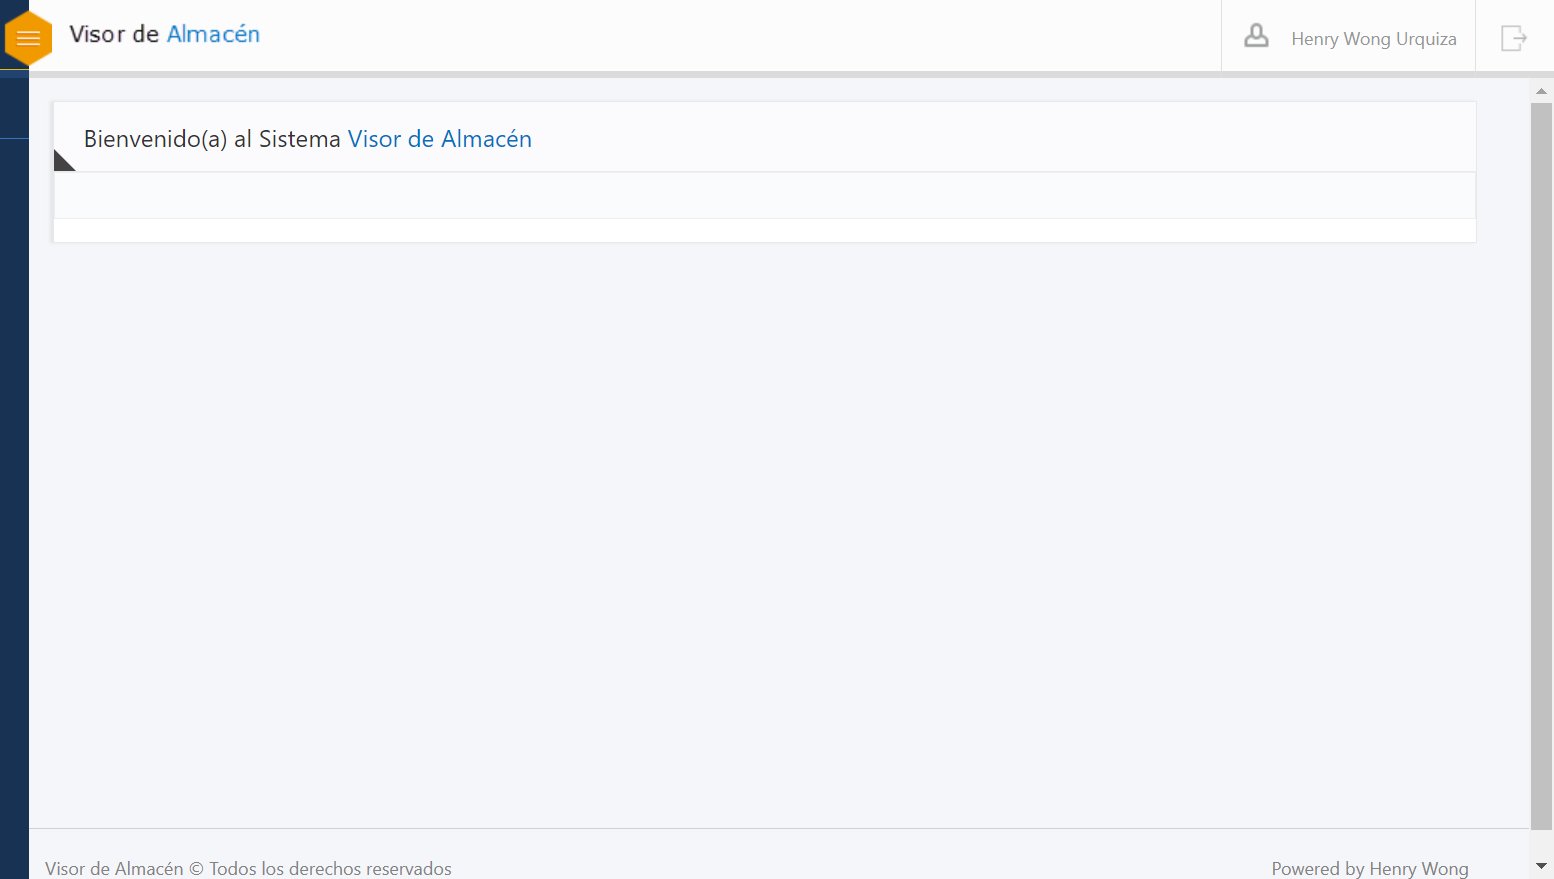 Visor de Almacén
Henry Wong Urquiza
Bienvenido(a) al Sistema Visor de Almacén
Visor de Almacén © Todos los derechos reservados
Powered by Henry Wong